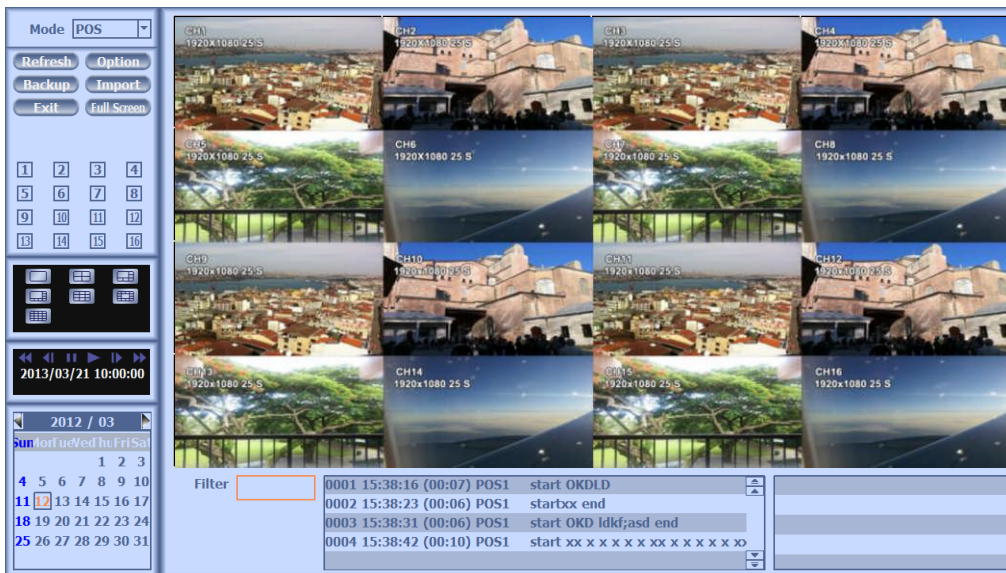 Mode POS
Refresh Option
Backup Import
Exit Full Screen
1 2 3 4
5 6 7 8
9 10 11 12
13 14 15 16
2013/03/21 10:00:00
2012 / 03
Sun Mon Tue Wed Thu Fri Sat
1 2 3
4 5 6 7 8 9 10
11 12 13 14 15 16 17
18 19 20 21 22 23 24
25 26 27 28 29 30 31
CH1
1920X1080 25 S
CH2
1920X1080 25 S
CH3
1920X1080 25 S
CH4
1920X1080 25 S
CH5
1920X1080 25 S
CH6
1920X1080 25 S
CH7
1920x1080 25 S
CH8
1920x1080 25 S
CH9
1920x1080 25 S
CH10
1920x1080 25 S
CH11
1920x1080 25 S
CH12
1920x1080 25 S
CH13
1920x1080 25 S
CH14
1920x1080 25 S
CH15
1920x1080 25 S
CH16
1920x1080 25 S
Filter
0001 15:38:16 (00:07) POS1 start OKDLD
0002 15:38:23 (00:06) POS1 startxx end
0003 15:38:31 (00:06) POS1 start OKD ldkf;asd end
0004 15:38:42 (00:10) POS1 start xx x x x x x xx x x x x x